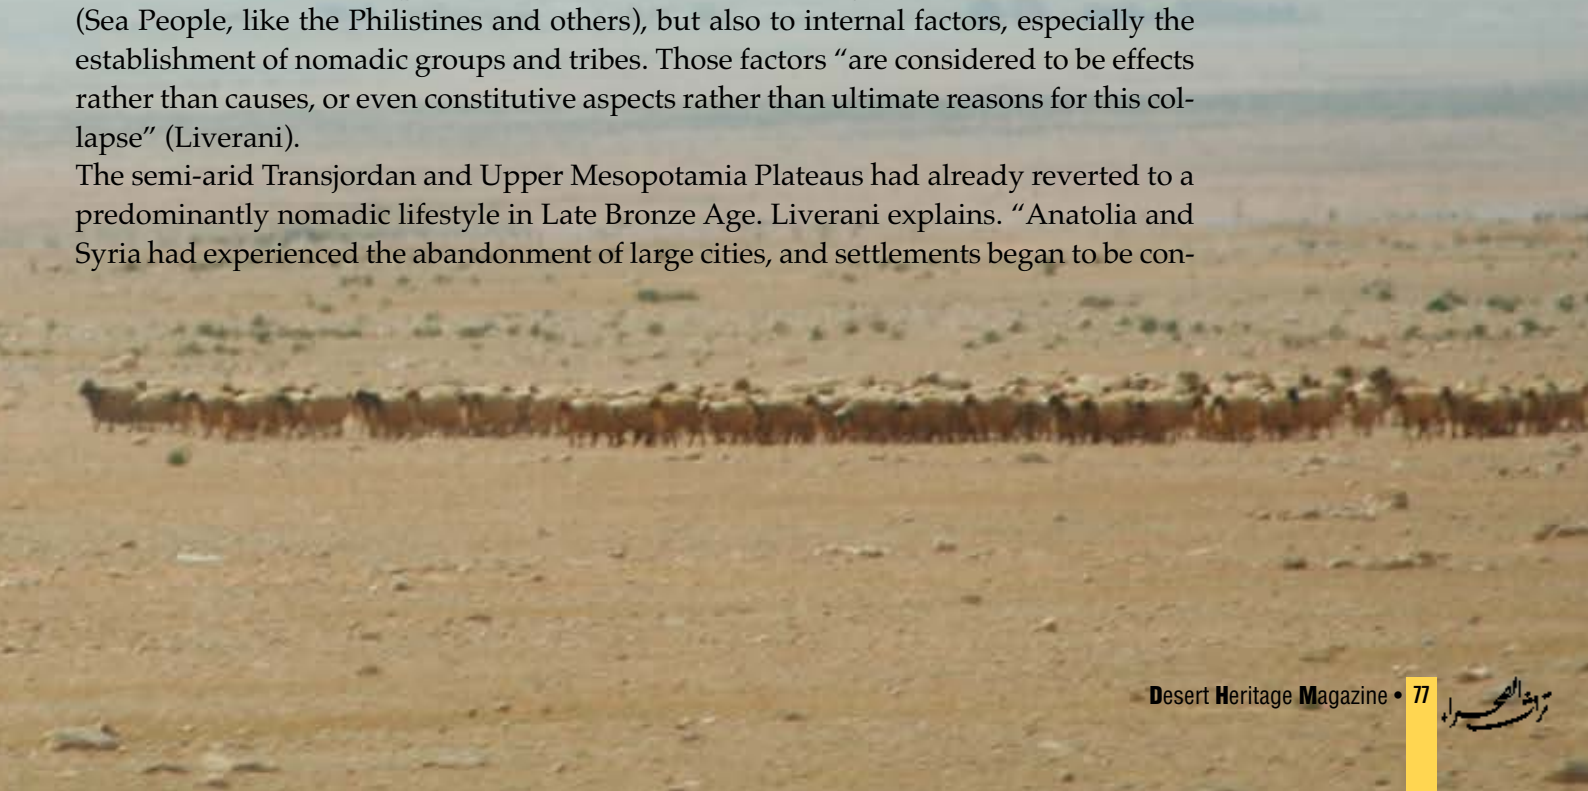 (Sea People, like the Philistines and others), but also to internal factors, especially the
establishment of nomadic groups and tribes. Those factors “are considered to be effects
rather than causes, or even constitutive aspects rather than ultimate reasons for this col-
lapse” (Liverani).
The semi-arid Transjordan and Upper Mesopotamia Plateaus had already reverted to a
predominantly nomadic lifestyle in Late Bronze Age. Liverani explains. “Anatolia and
Syria had experienced the abandonment of large cities, and settlements began to be con-
Desert Heritage Magazine • 77 تراث الصحراء